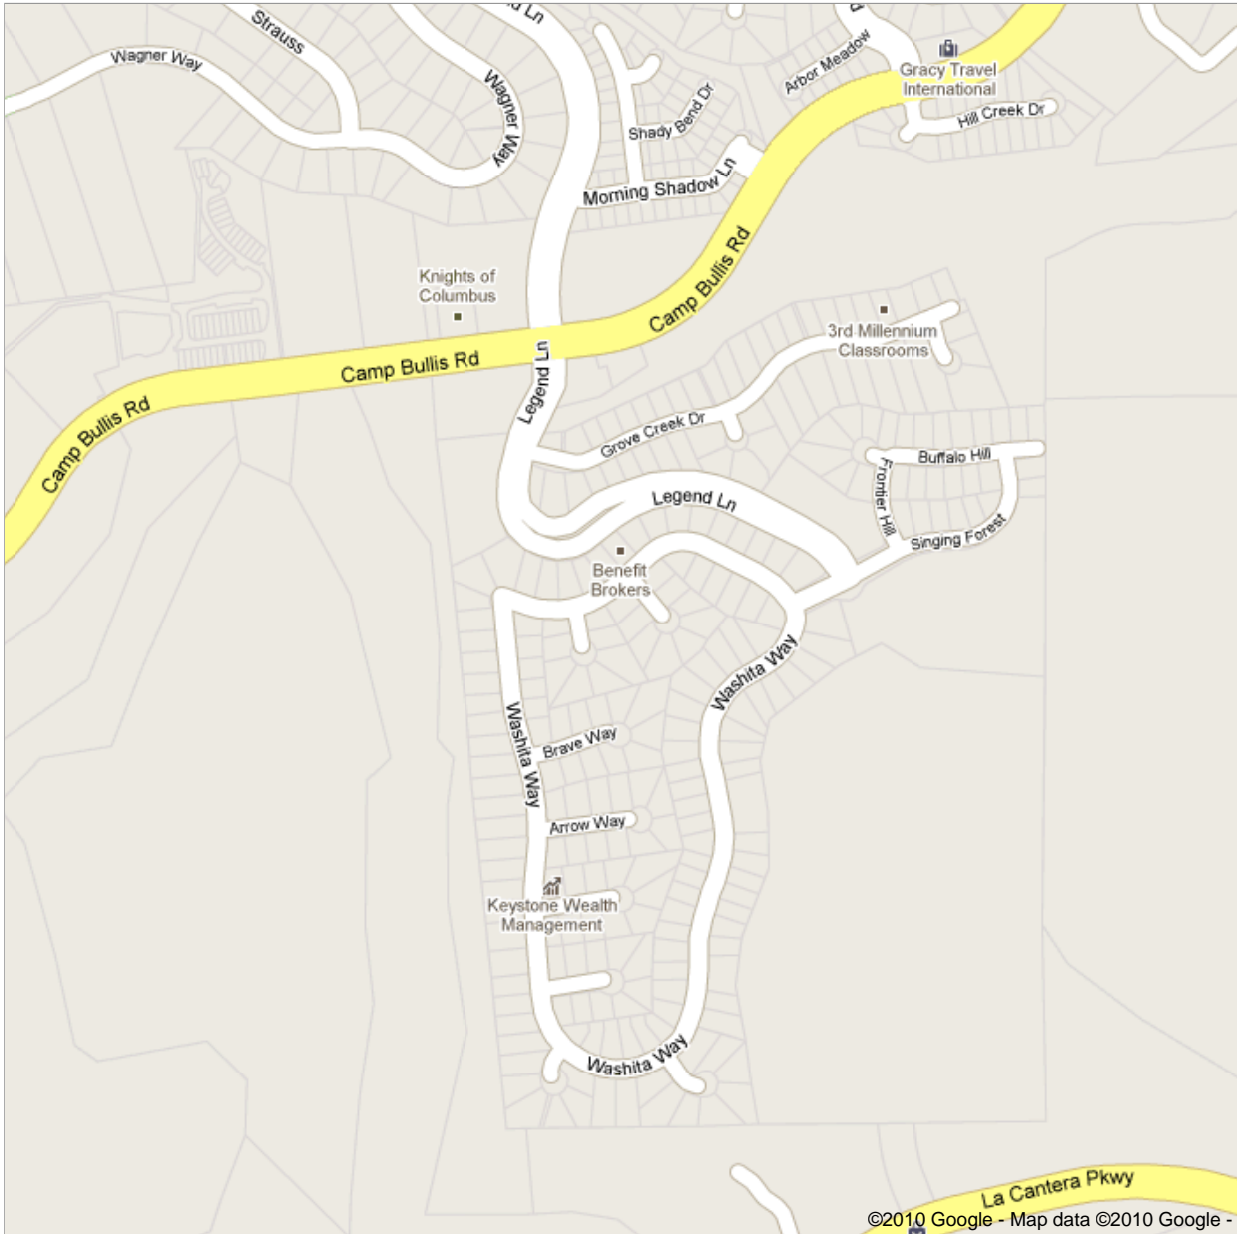 d Ln
d
Strauss
Wagner Way
Wagner Way
Arbor Meadow
Gracy Travel
International
Hill Creek Dr
Shady Bend Dr
Morning Shadow Ln
Knights of
Columbus
Camp Bullis Rd
Camp Bullis Rd
Camp Bullis Rd
3rd Millennium
Classrooms
Legend Ln
Grove Creek Dr
Buffalo Hill
Frontier Hill
Legend Ln
Singing Forest
Benefit
Brokers
Washita Way
Washita Way
Brave Way
Arrow Way
Keystone Wealth
Management
Washita Way
La Cantera Pkwy
©2010 Google - Map data ©2010 Google -